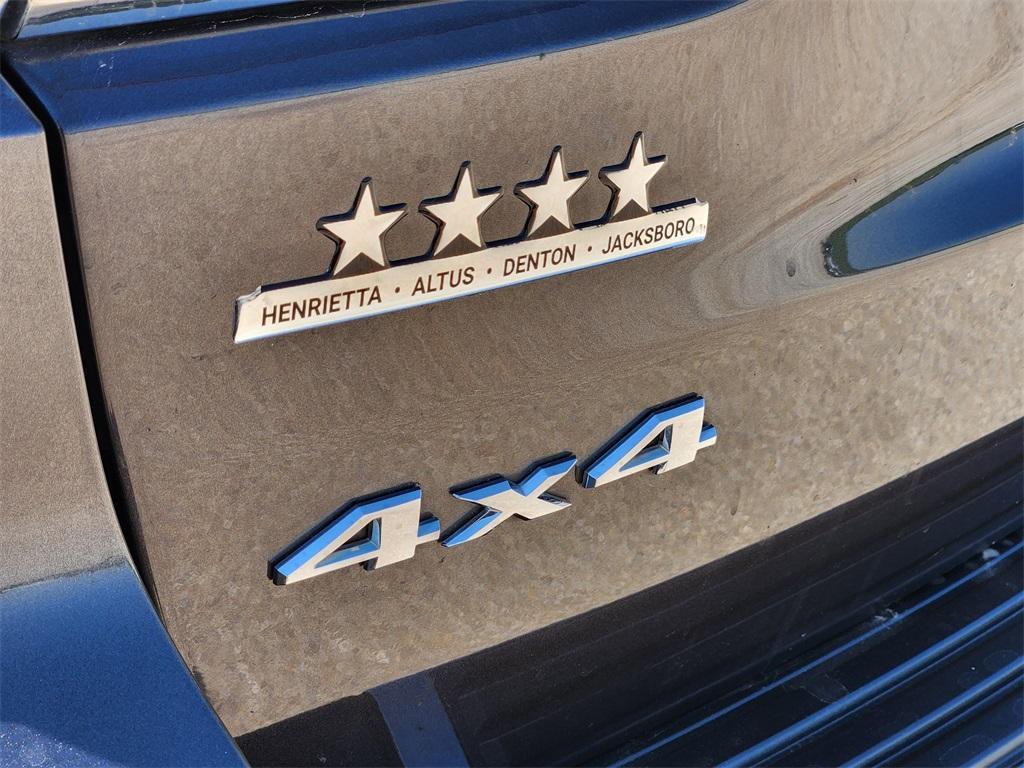 HENRIETTA · ALTUS · DENTON · JACKSBORO
4x4